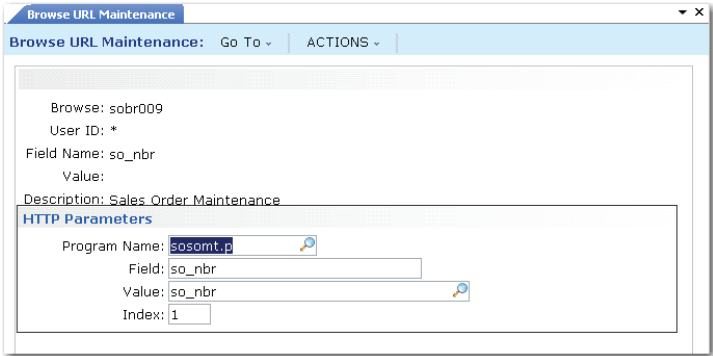 Browse URL Maintenance
Browse URL Maintenance: Go To ACTIONS
Browse: sobr009
User ID: *
Field Name: so_nbr
Value:
Description: Sales Order Maintenance
HTTP Parameters
Program Name: sosomt.p
Field: so_nbr
Value: so_nbr
Index: 1